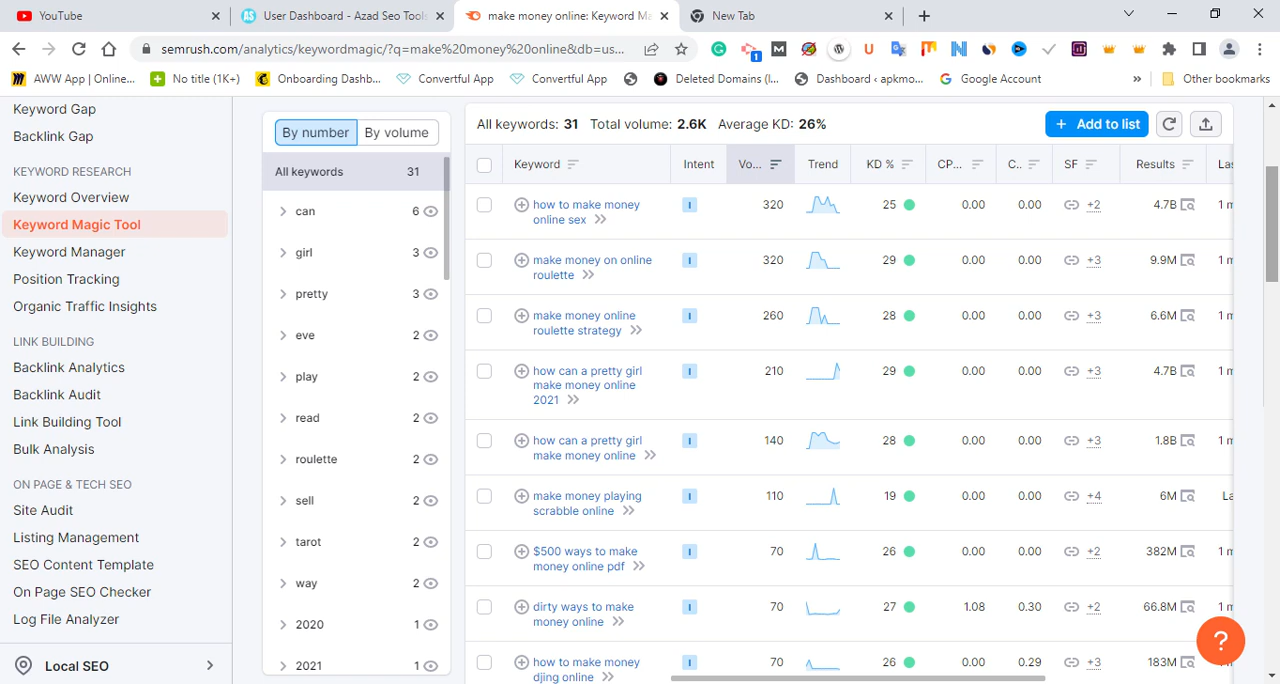 YouTube
User Dashboard - Azad Seo Tools
make money online: Keyword Ma
New Tab
semrush.com/analytics/keywordmagic/?q=make%20money%20online&db=us...
AWW App | Online...
No title (1K+)
Onboarding Dashb...
Convertful App
Convertful App
Deleted Domains (I...
Dashboard ‹ apkmo...
Google Account
»
Other bookmarks
Keyword Gap
Backlink Gap
KEYWORD RESEARCH
Keyword Overview
Keyword Magic Tool
Keyword Manager
Position Tracking
Organic Traffic Insights
LINK BUILDING
Backlink Analytics
Backlink Audit
Link Building Tool
Bulk Analysis
ON PAGE & TECH SEO
Site Audit
Listing Management
SEO Content Template
On Page SEO Checker
Log File Analyzer
Local SEO
By number By volume
All keywords 31
can 6
girl 3
pretty 3
eve 2
play 2
read 2
roulette 2
sell 2
tarot 2
way 2
2020 1
2021 1
All keywords: 31 Total volume: 2.6K Average KD: 26%
+ Add to list
Keyword Intent Vo... Trend KD % CP... C.. SF Results Las
how to make money I 320 25 0.00 0.00 +2 4.7B 1 m
online sex >>
make money on online I 320 29 0.00 0.00 +3 9.9M 1 m
roulette >>
make money online I 260 28 0.00 0.00 +3 6.6M 1 m
roulette strategy >>
how can a pretty girl I 210 29 0.00 0.00 +3 4.7B 1 m
make money online
2021 >>
how can a pretty girl I 140 28 0.00 0.00 +3 1.8B 1 m
make money online >>
make money playing I 110 19 0.00 0.00 +4 6M La
scrabble online >>
$500 ways to make I 70 26 0.00 0.00 +2 382M 1 m
money online pdf >>
dirty ways to make I 70 27 1.08 0.30 +2 66.8M 1 m
money online >>
how to make money I 70 26 0.00 0.29 +3 183M 1 m
djing online >>
?